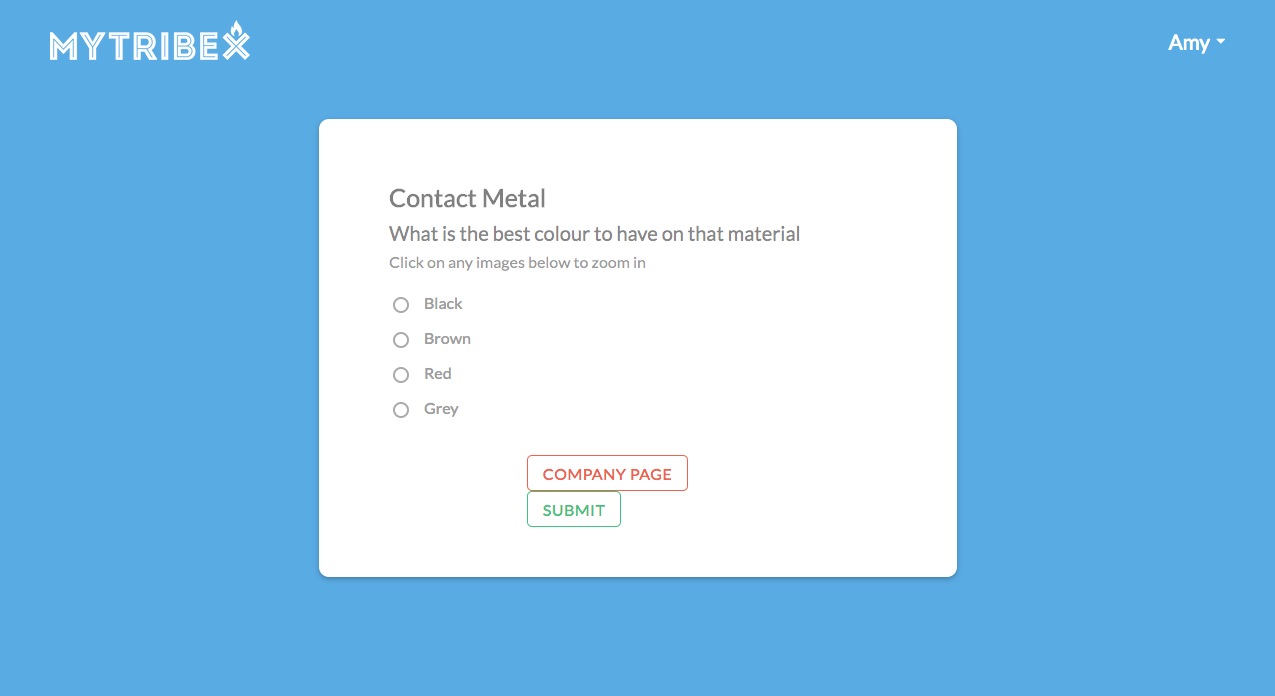 MYTRIBEX
Amy
Contact Metal
What is the best colour to have on that material
Click on any images below to zoom in
Black
Brown
Red
Grey
COMPANY PAGE
SUBMIT